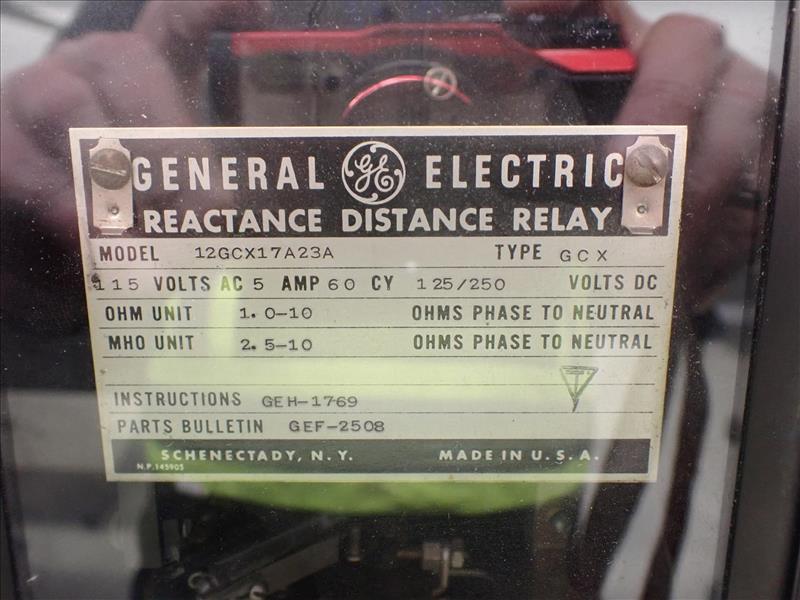 GENERAL GE ELECTRIC
REACTANCE DISTANCE RELAY
MODEL 12GCX17A23A TYPE GCX
115 VOLTS AC 5 AMP 60 CY 125/250 VOLTS DC
OHM UNIT 1.0-10 OHMS PHASE TO NEUTRAL
MHO UNIT 2.5-10 OHMS PHASE TO NEUTRAL
INSTRUCTIONS GEH-1769
PARTS BULLETIN GEF-2508
SCHENECTADY, N.Y. MADE IN U.S.A.
N.P. 145905